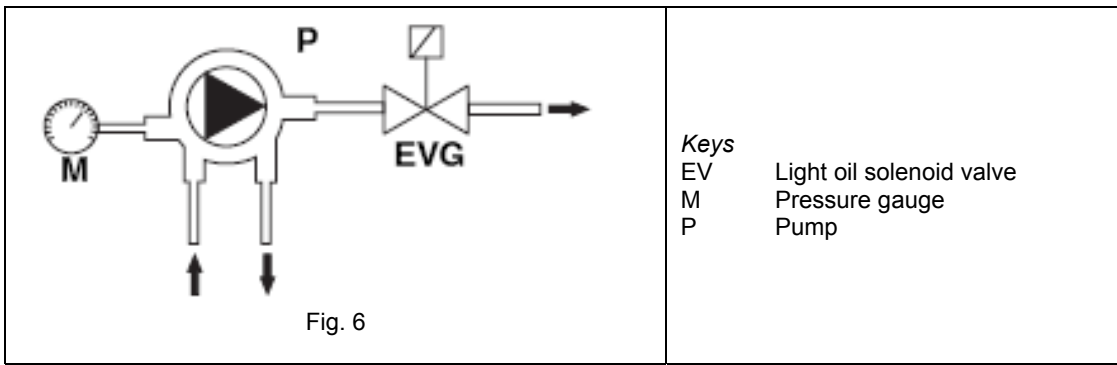 P
M
EVG
Fig. 6
Keys
EV Light oil solenoid valve
M Pressure gauge
P Pump